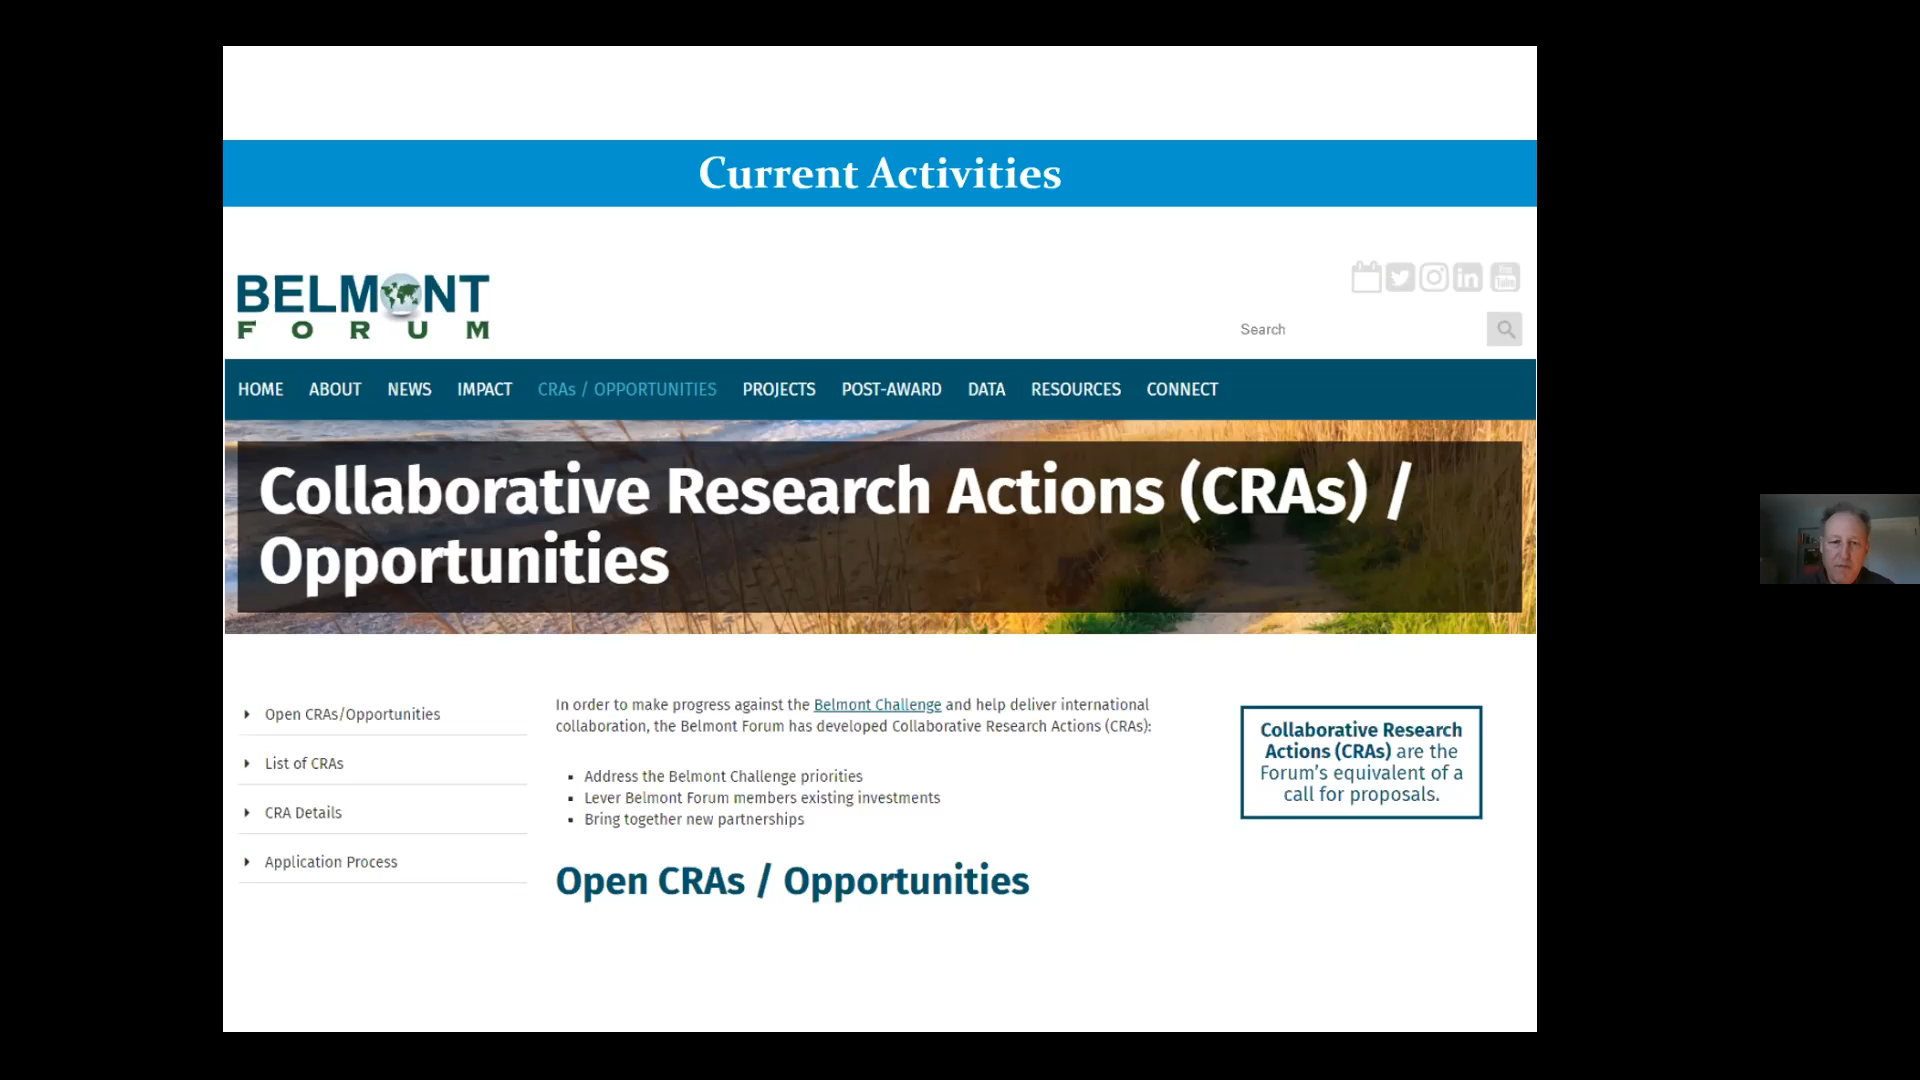 Current Activities
BELMONT
FORUM
Search
HOME ABOUT NEWS IMPACT CRAs / OPPORTUNITIES PROJECTS POST-AWARD DATA RESOURCES CONNECT
Collaborative Research Actions (CRAs) /
Opportunities
Open CRAs/Opportunities
List of CRAs
CRA Details
Application Process
In order to make progress against the Belmont Challenge and help deliver international
collaboration, the Belmont Forum has developed Collaborative Research Actions (CRAs):
Address the Belmont Challenge priorities
Lever Belmont Forum members existing investments
Bring together new partnerships
Open CRAs / Opportunities
Collaborative Research
Actions (CRAs) are the
Forum's equivalent of a
call for proposals.